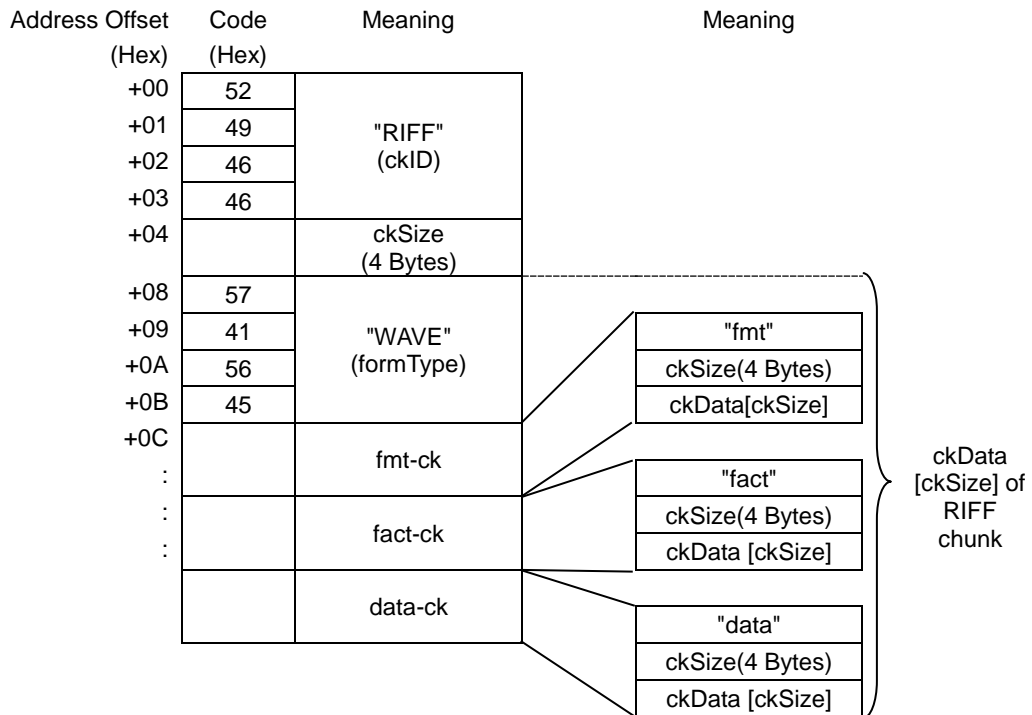 Address Offset Code Meaning Meaning
(Hex) (Hex)
+00 52
+01 49
"RIFF"
(ckID)
+02 46
+03 46
+04 ckSize
(4 Bytes)
+08 57
+09 41
"WAVE"
(formType)
+0A 56
+0B 45
+0C
fmt-ck
:
:
fact-ck
:
data-ck
"fmt"
ckSize(4 Bytes)
ckData[ckSize]
"fact"
ckSize(4 Bytes)
ckData [ckSize]
"data"
ckSize(4 Bytes)
ckData [ckSize]
ckData
[ckSize] of
RIFF
chunk